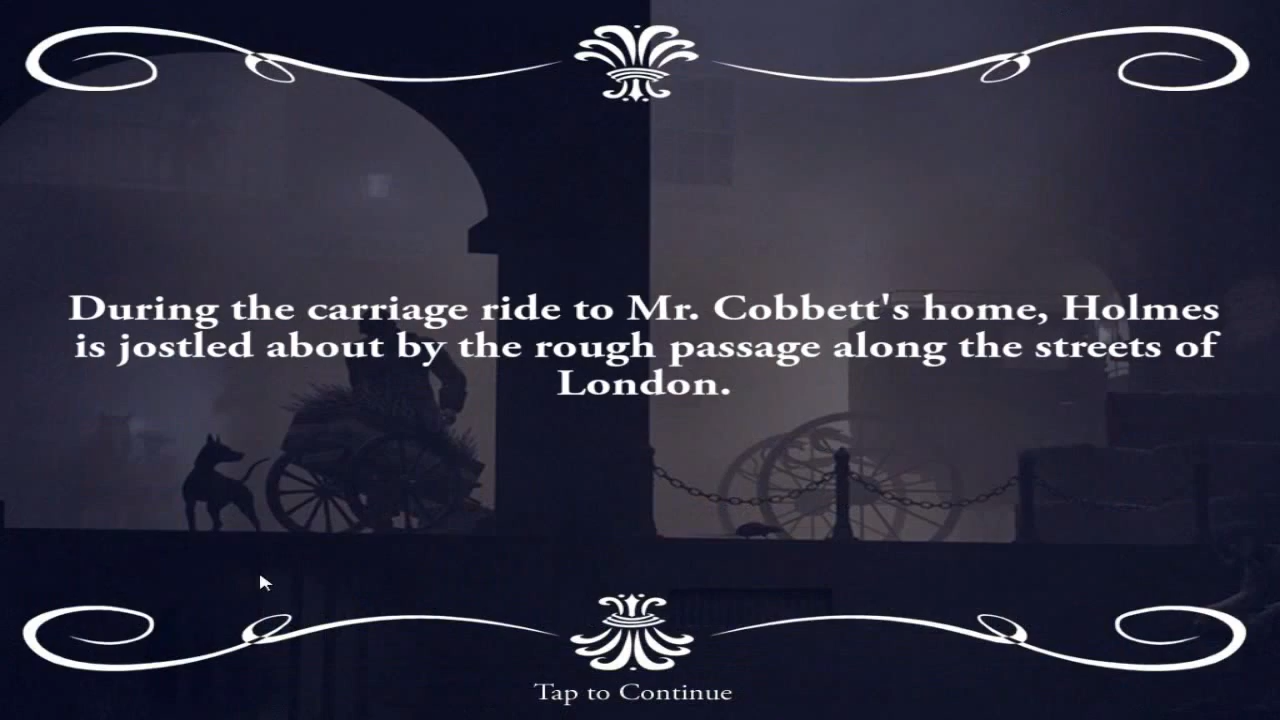 During the carriage ride to Mr. Cobbett's home, Holmes
is jostled about by the rough passage along the streets of
London.
Tap to Continue